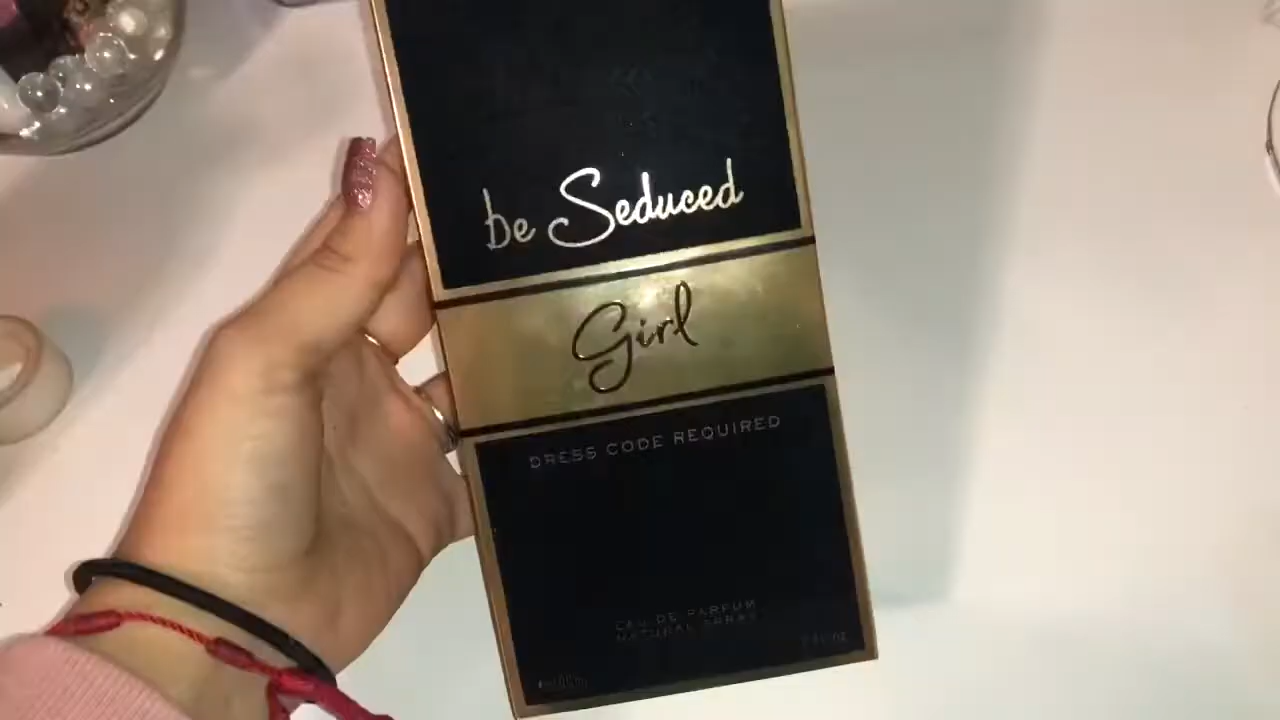 be Seduced
Girl
DRESS CODE REQUIRED
EAU DE PARFUM
NATURAL SPRAY